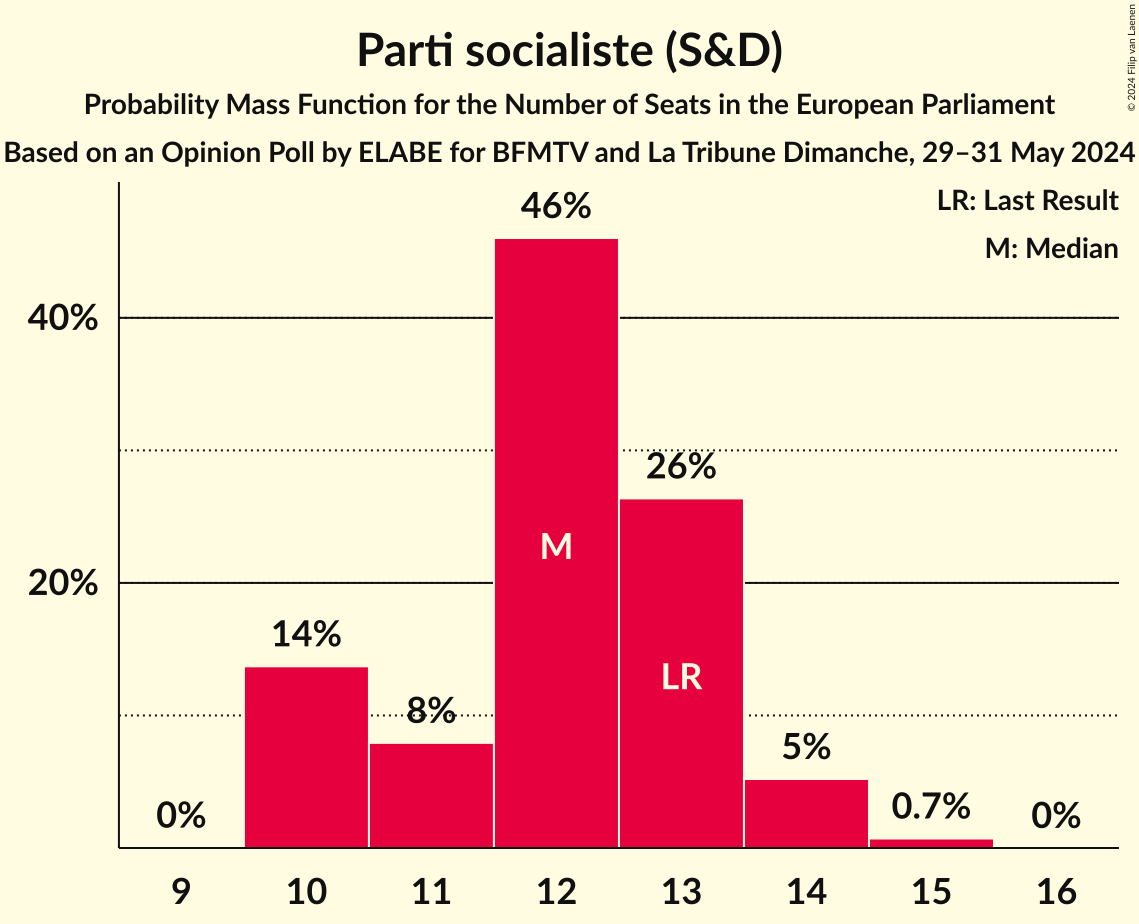 Parti socialiste (S&D)
Probability Mass Function for the Number of Seats in the European Parliament
Based on an Opinion Poll by ELABE for BFMTV and La Tribune Dimanche, 29–31 May 2024
© 2024 Filip van Laenen
LR: Last Result
M: Median
46%
40%
26%
M
20%
14%
LR
8%
5%
0%
0.7%
0%
9 10 11 12 13 14 15 16